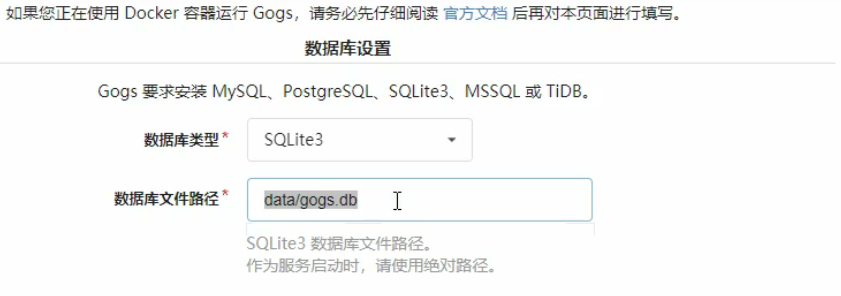 如果您正在使用 Docker 容器运行 Gogs，请务必先仔细阅读 官方文档 后再对本页面进行填写。
数据库设置
Gogs 要求安装 MySQL、PostgreSQL、SQLite3、MSSQL 或 TiDB。
数据库类型* SQLite3
数据库文件路径* data/gogs.db
SQLite3 数据库文件路径。
作为服务启动时，请使用绝对路径。